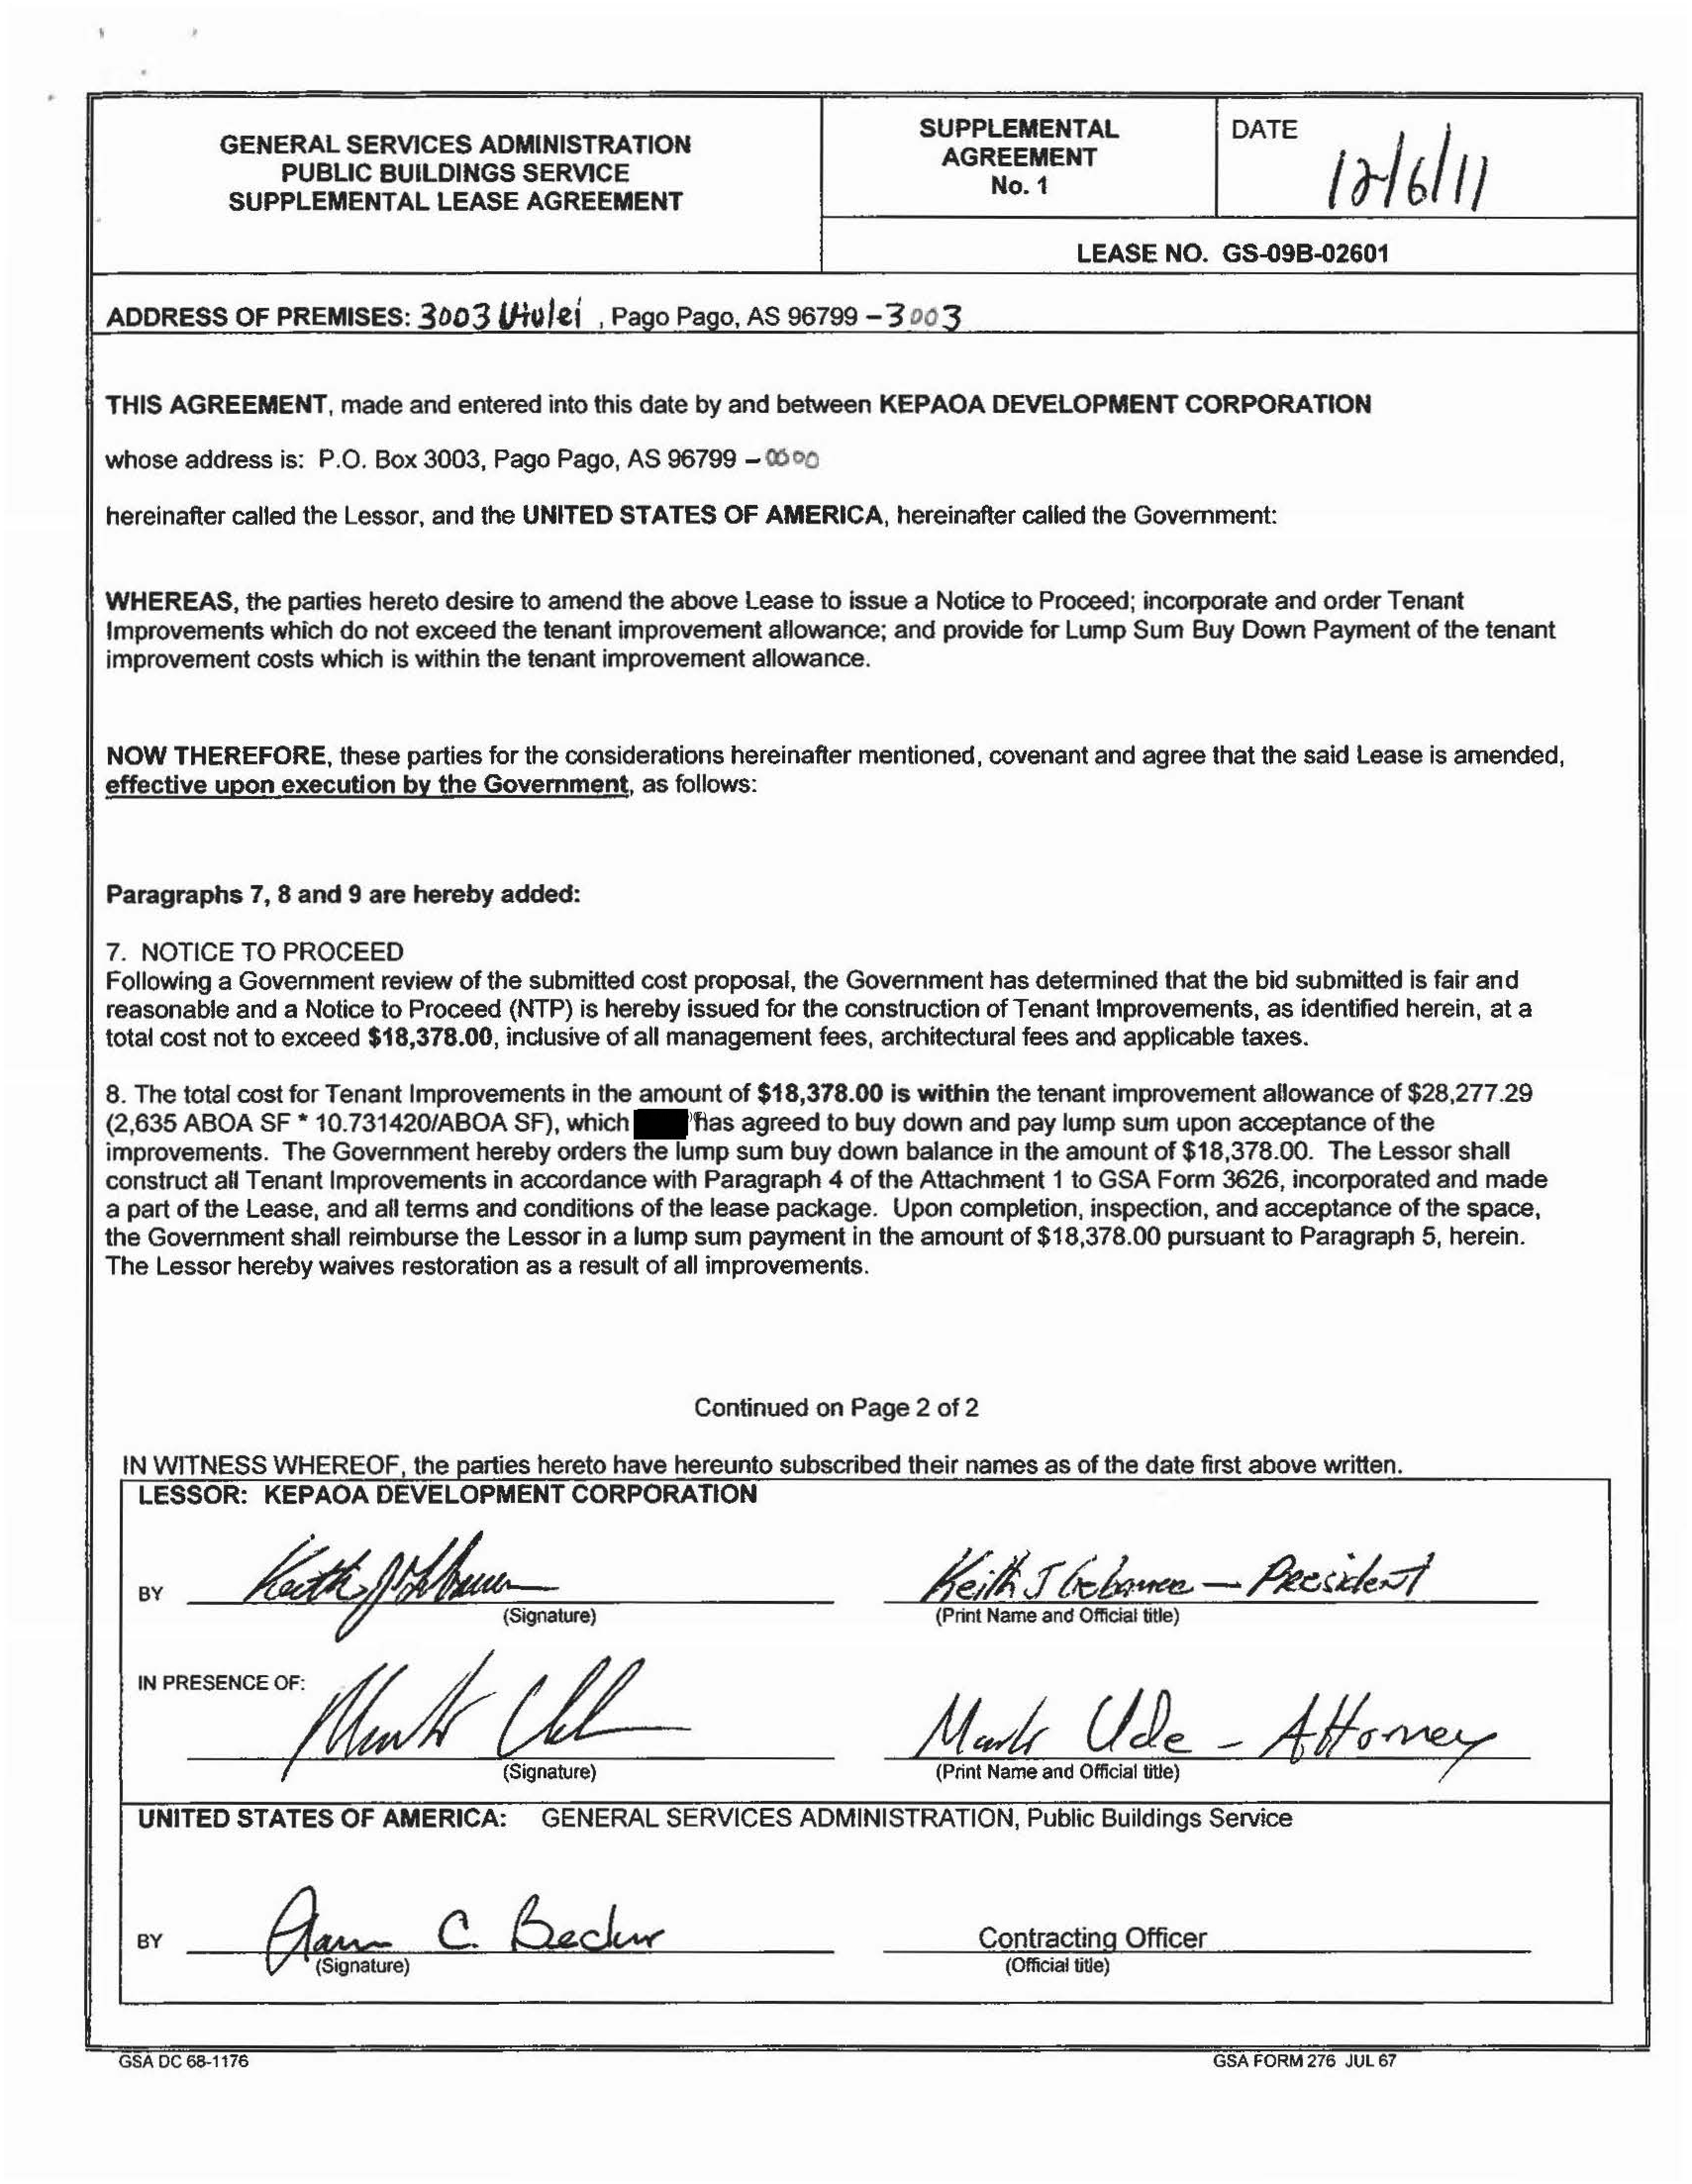 GENERAL SERVICES ADMINISTRATION
PUBLIC BUILDINGS SERVICE
SUPPLEMENTAL LEASE AGREEMENT
SUPPLEMENTAL
AGREEMENT
No. 1
DATE
12/6/11
LEASE NO. GS-09B-02601
ADDRESS OF PREMISES: 3003 , Pago Pago, AS 96799 - 3003
THIS AGREEMENT, made and entered into this date by and between KEPAOA DEVELOPMENT CORPORATION
whose address is: P.O. Box 3003, Pago Pago, AS 96799 -
hereinafter called the Lessor, and the UNITED STATES OF AMERICA, hereinafter called the Government:
WHEREAS, the parties hereto desire to amend the above Lease to issue a Notice to Proceed; incorporate and order Tenant
Improvements which do not exceed the tenant improvement allowance; and provide for Lump Sum Buy Down Payment of the tenant
improvement costs which is within the tenant improvement allowance.
NOW THEREFORE, these parties for the considerations hereinafter mentioned, covenant and agree that the said Lease is amended,
effective upon execution by the Government, as follows:
Paragraphs 7, 8 and 9 are hereby added:
7. NOTICE TO PROCEED
Following a Government review of the submitted cost proposal, the Government has determined that the bid submitted is fair and
reasonable and a Notice to Proceed (NTP) is hereby issued for the construction of Tenant Improvements, as identified herein, at a
total cost not to exceed $18,378.00, inclusive of all management fees, architectural fees and applicable taxes.
8. The total cost for Tenant Improvements in the amount of $18,378.00 is within the tenant improvement allowance of $28,277.29
(2,635 ABOA SF * 10.731420/ABOA SF), which has agreed to buy down and pay lump sum upon acceptance of the
improvements. The Government hereby orders the lump sum buy down balance in the amount of $18,378.00. The Lessor shall
construct all Tenant Improvements in accordance with Paragraph 4 of the Attachment 1 to GSA Form 3626, incorporated and made
a part of the Lease, and all terms and conditions of the lease package. Upon completion, inspection, and acceptance of the space,
the Government shall reimburse the Lessor in a lump sum payment in the amount of $18,378.00 pursuant to Paragraph 5, herein.
The Lessor hereby waives restoration as a result of all improvements.
Continued on Page 2 of 2
IN WITNESS WHEREOF, the parties hereto have hereunto subscribed their names as of the date first above written.
LESSOR: KEPAOA DEVELOPMENT CORPORATION
BY
(Signature)
Keith J - President
(Print Name and Official title)
IN PRESENCE OF:
(Signature)
Mark Ude - Attorney
(Print Name and Official title)
UNITED STATES OF AMERICA: GENERAL SERVICES ADMINISTRATION, Public Buildings Service
BY C. Becker
(Signature)
Contracting Officer
(Official title)
GSA DC 68-1176
GSA FORM 276 JUL 67